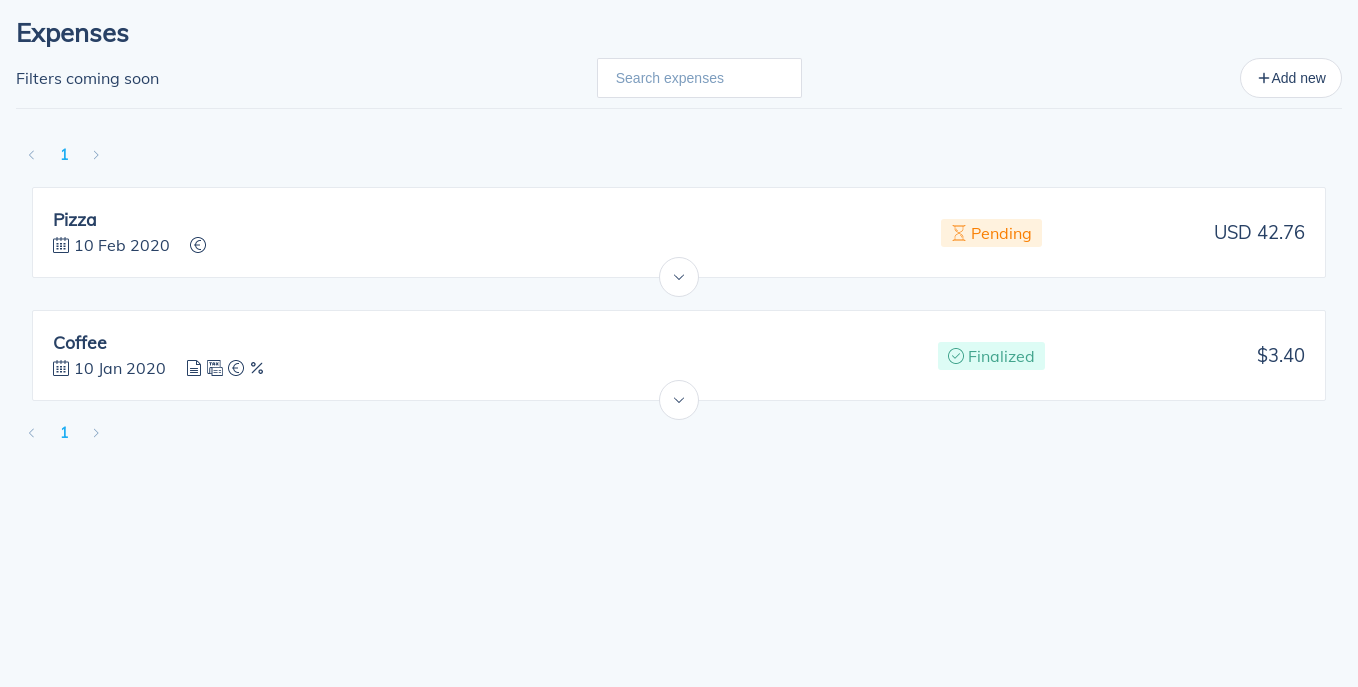 Expenses
Filters coming soon
Search expenses
+Add new
1
Pizza
10 Feb 2020
€
Pending
USD 42.76
Coffee
10 Jan 2020
TAX € %
Finalized
$3.40
1